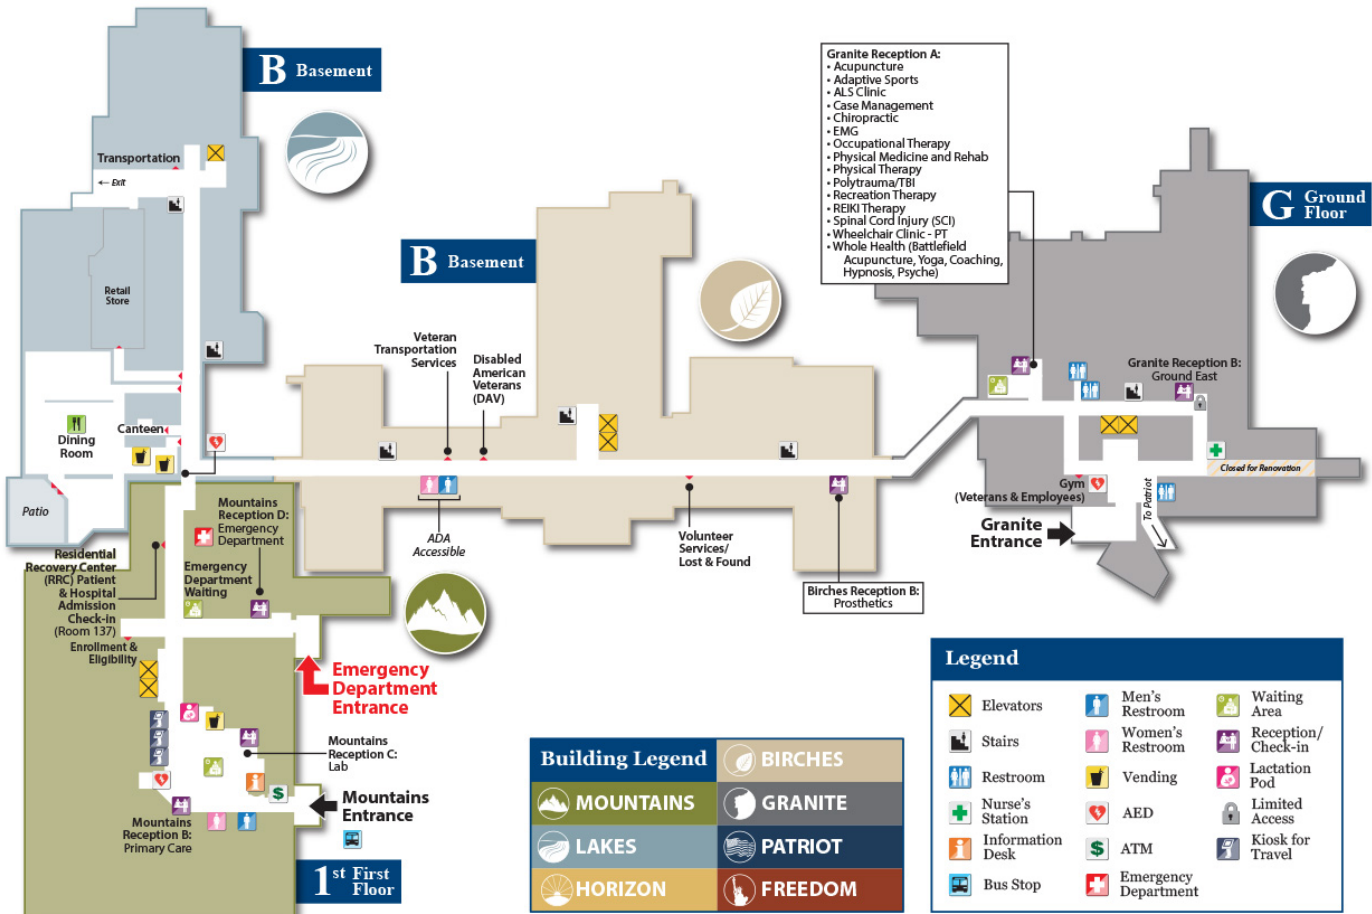 B Basement
Transportation
← Exit
Retail
Store
Dining
Room
Canteen
Patio
B Basement
Veteran
Transportation
Services
Disabled
American
Veterans
(DAV)
ADA
Accessible
Volunteer
Services/
Lost & Found
Birches Reception B:
Prosthetics
Granite Reception A:
• Acupuncture
• Adaptive Sports
• ALS Clinic
• Case Management
• Chiropractic
• EMG
• Occupational Therapy
• Physical Medicine and Rehab
• Physical Therapy
• Polytrauma/TBI
• Recreation Therapy
• REIKI Therapy
• Spinal Cord Injury (SCI)
• Wheelchair Clinic - PT
• Whole Health (Battlefield
Acupuncture, Yoga, Coaching,
Hypnosis, Psyche)
G Ground
Floor
Granite Reception B:
Ground East
Closed for Renovation
Gym
(Veterans & Employees)
To Patriot
Granite
Entrance
Mountains
Reception D:
Emergency
Department
Residential
Recovery Center
(RRC) Patient
& Hospital
Admission
Check-in
(Room 137)
Emergency
Department
Waiting
Enrollment &
Eligibility
Emergency
Department
Entrance
Mountains
Reception C:
Lab
Mountains
Entrance
Mountains
Reception B:
Primary Care
1st First
Floor
Building Legend
BIRCHES
MOUNTAINS
GRANITE
LAKES
PATRIOT
HORIZON
FREEDOM
Legend
Elevators
Stairs
Restroom
Nurse's
Station
Information
Desk
Bus Stop
Men's
Restroom
Women's
Restroom
Vending
AED
$ ATM
Emergency
Department
Waiting
Area
Reception/
Check-in
Lactation
Pod
Limited
Access
Kiosk for
Travel